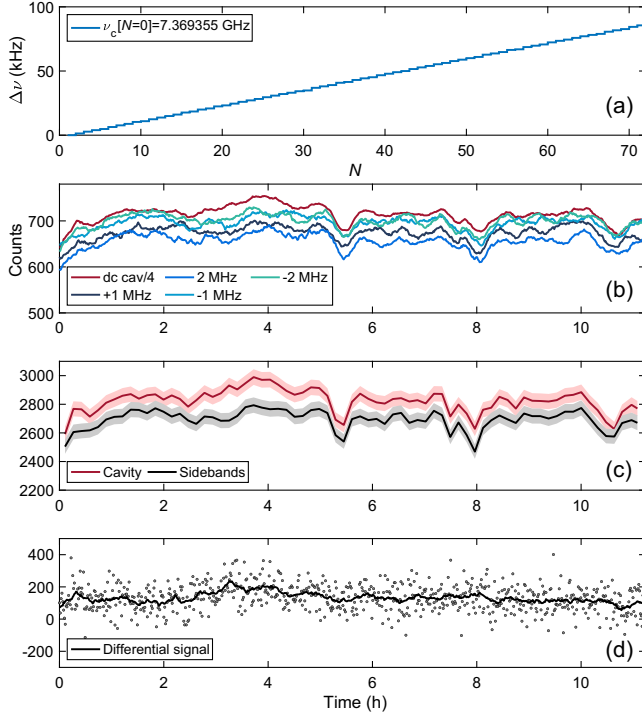 100
ν_c[N=0]=7.369355 GHz
Δν (kHz)
50
(a)
0
0 10 20 30 40 50 60 70
N
700
Counts
600
dc cav/4 2 MHz -2 MHz
+1 MHz -1 MHz
(b)
500
0 2 4 6 8 10
3000
2800
2600
2400
Cavity Sidebands
(c)
2200
0 2 4 6 8 10
400
200
0
-200
Differential signal
(d)
0 2 4 6 8 10
Time (h)